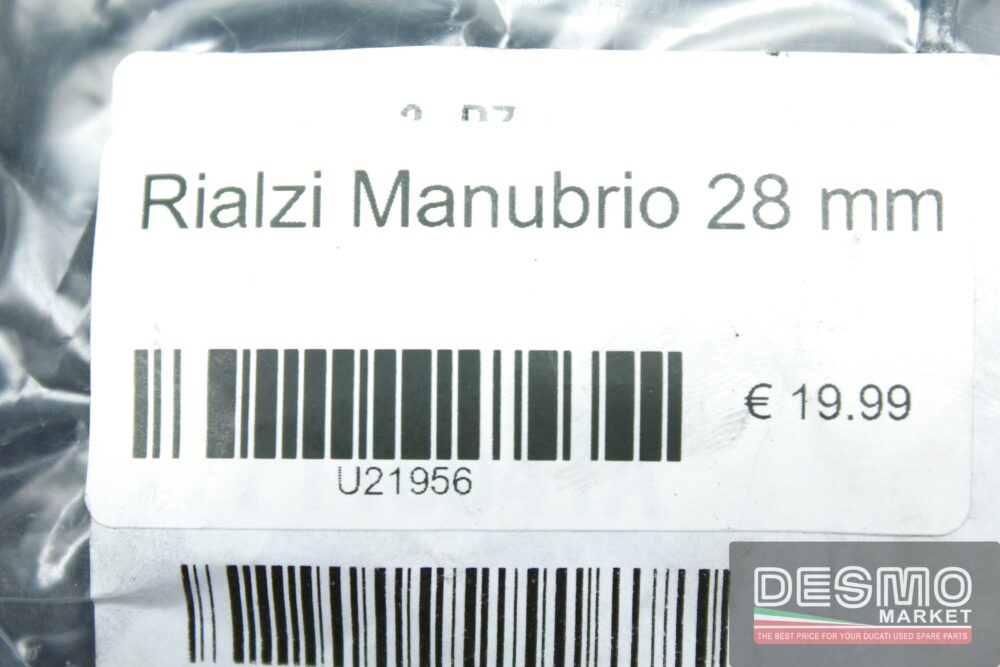 Rialzi Manubrio 28 mm
€ 19.99
U21956
DESMO
MARKET
THE BEST PRICE FOR YOUR DUCATI USED SPARE PARTS